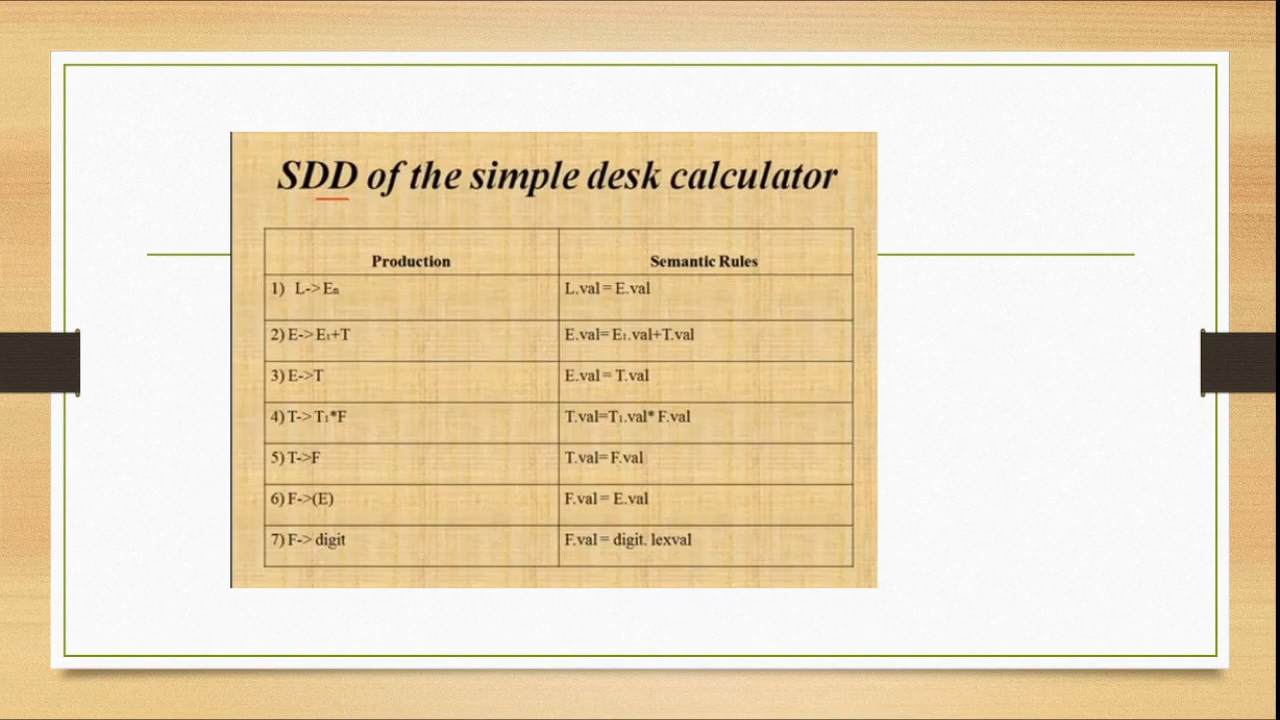 SDD of the simple desk calculator
Production Semantic Rules
1) L->Eₙ L.val = E.val
2) E->E₁+T E.val= E₁.val+T.val
3) E->T E.val = T.val
4) T-> T₁*F T.val=T₁.val* F.val
5) T->F T.val= F.val
6) F->(E) F.val = E.val
7) F-> digit F.val = digit. lexval